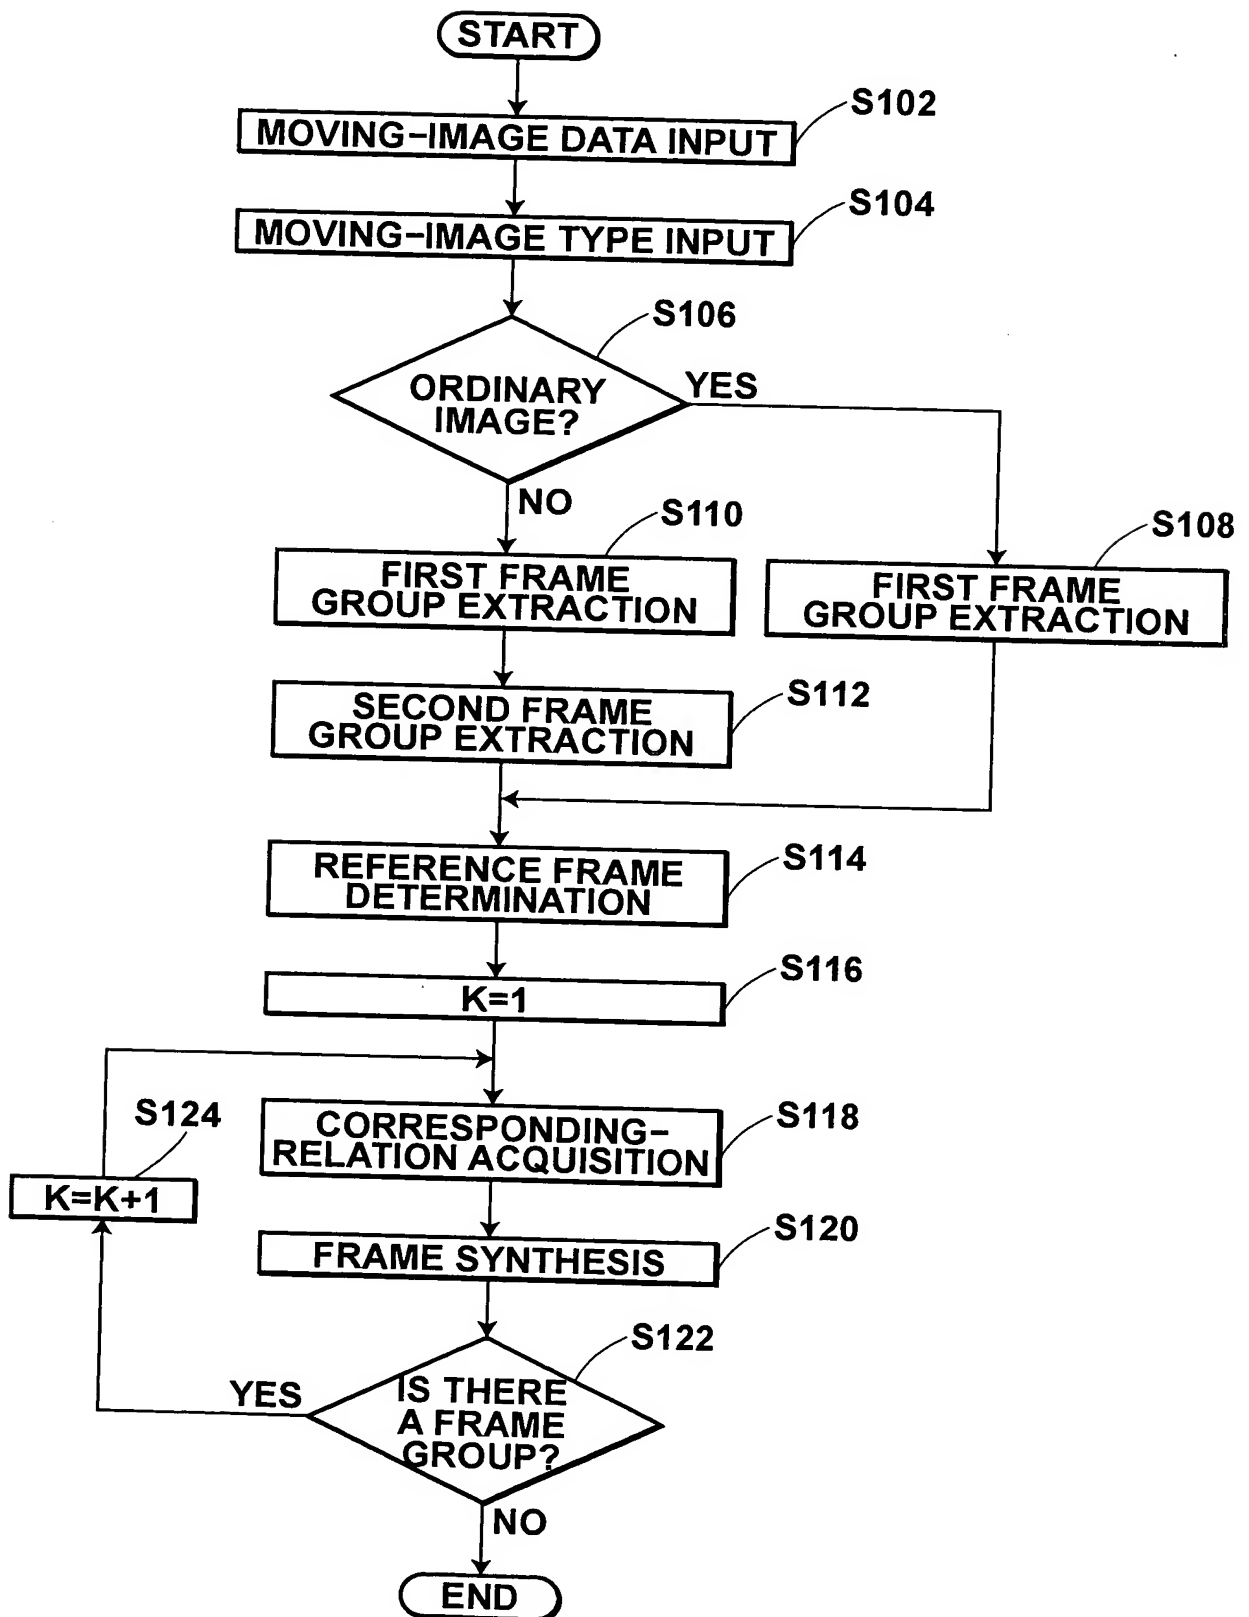 START
S102
MOVING-IMAGE DATA INPUT
S104
MOVING-IMAGE TYPE INPUT
S106
ORDINARY
IMAGE?
YES
NO
S110
FIRST FRAME
GROUP EXTRACTION
S108
FIRST FRAME
GROUP EXTRACTION
S112
SECOND FRAME
GROUP EXTRACTION
S114
REFERENCE FRAME
DETERMINATION
S116
K=1
S124
K=K+1
S118
CORRESPONDING-
RELATION ACQUISITION
S120
FRAME SYNTHESIS
S122
YES
IS THERE
A FRAME
GROUP?
NO
END